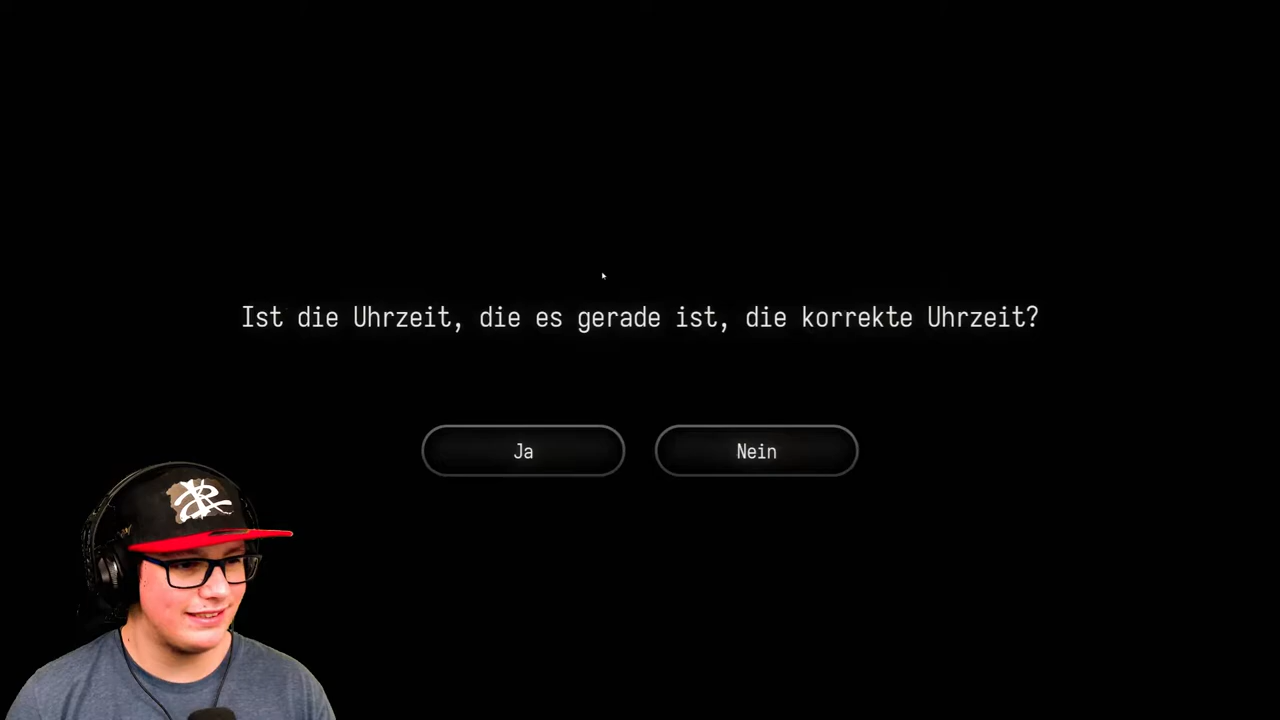 Ist die Uhrzeit, die es gerade ist, die korrekte Uhrzeit?
Ja
Nein